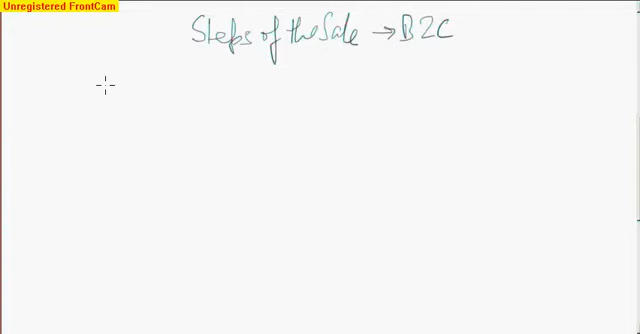 Unregistered FrontCam
Steps of the Sale → B2C